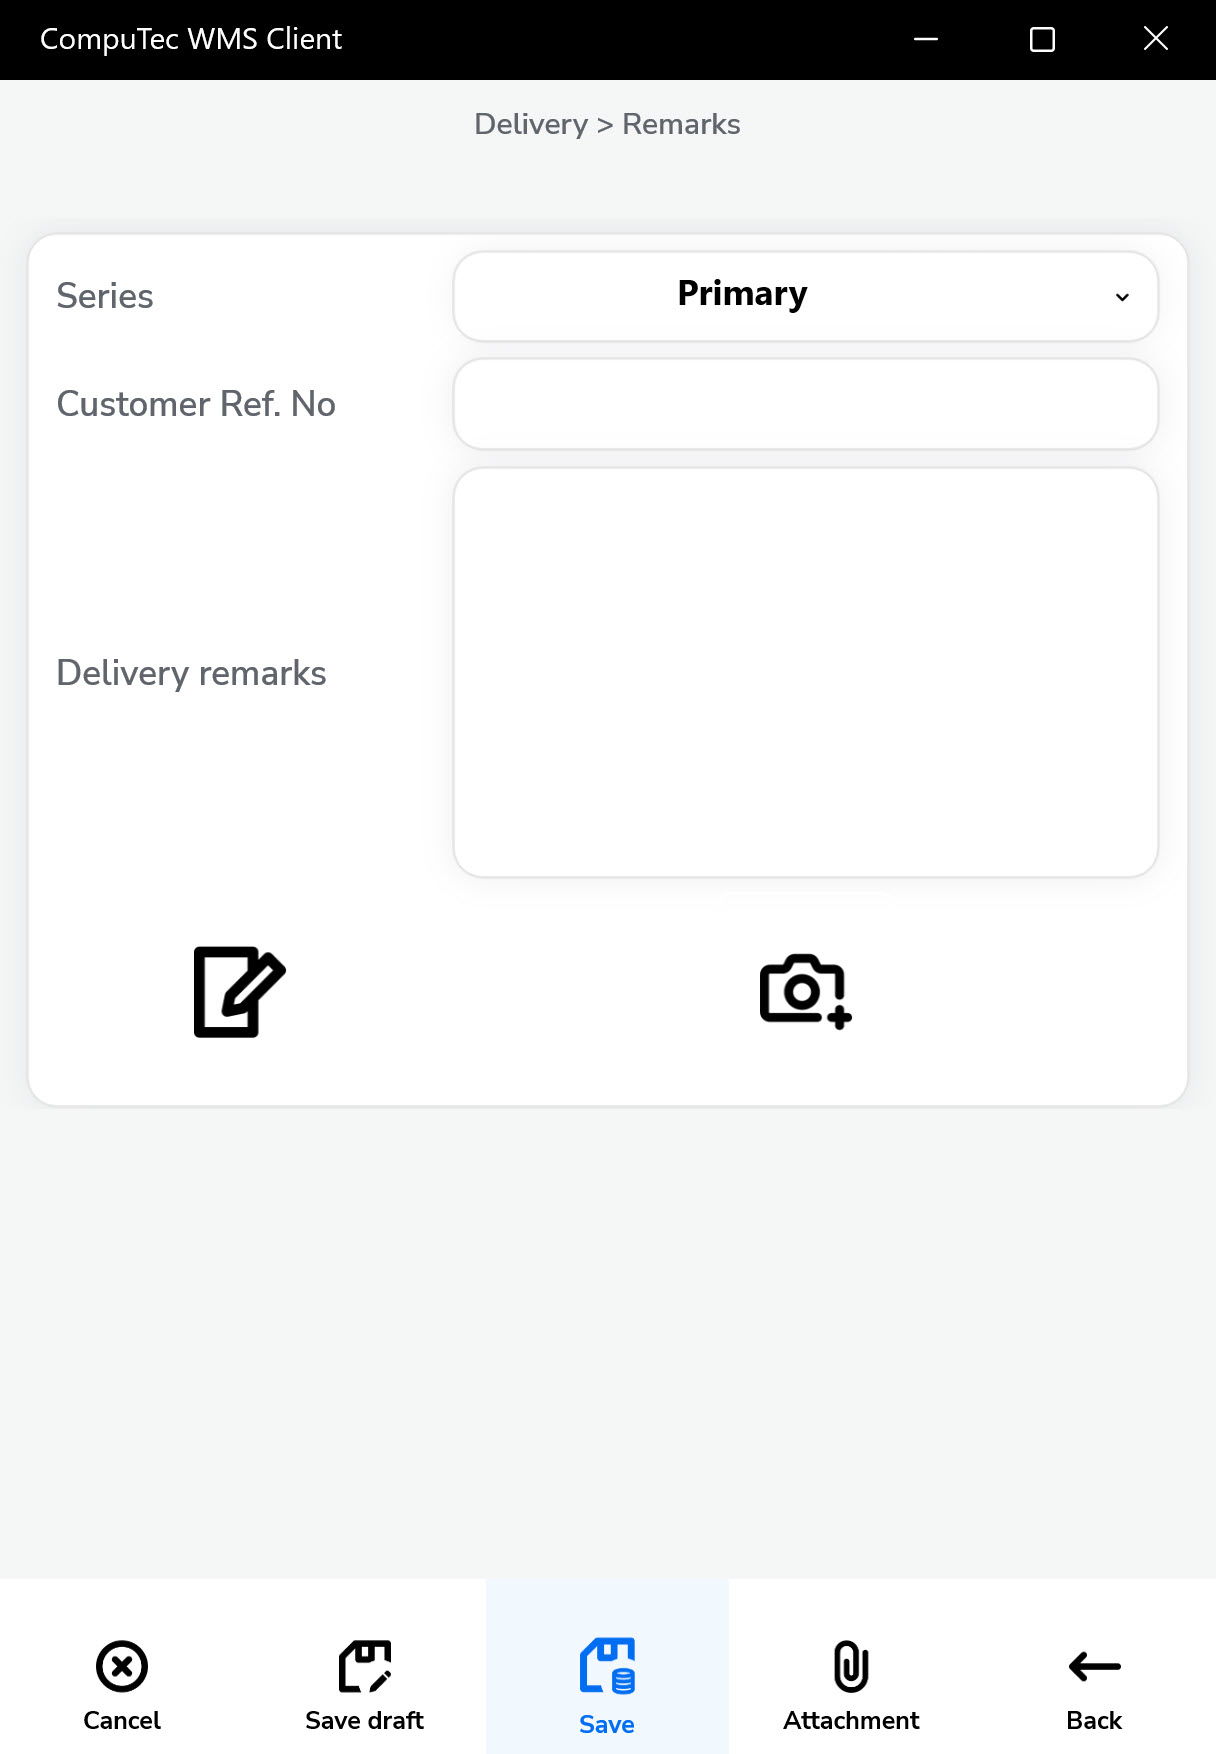 CompuTec WMS Client
Delivery > Remarks
Series
Primary
Customer Ref. No
Delivery remarks
Cancel
Save draft
Save
Attachment
Back